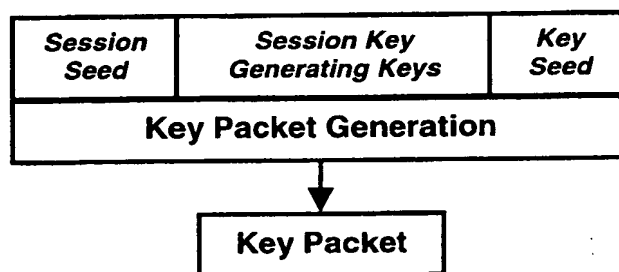 Session Seed
Session Key Generating Keys
Key Seed
Key Packet Generation
Key Packet